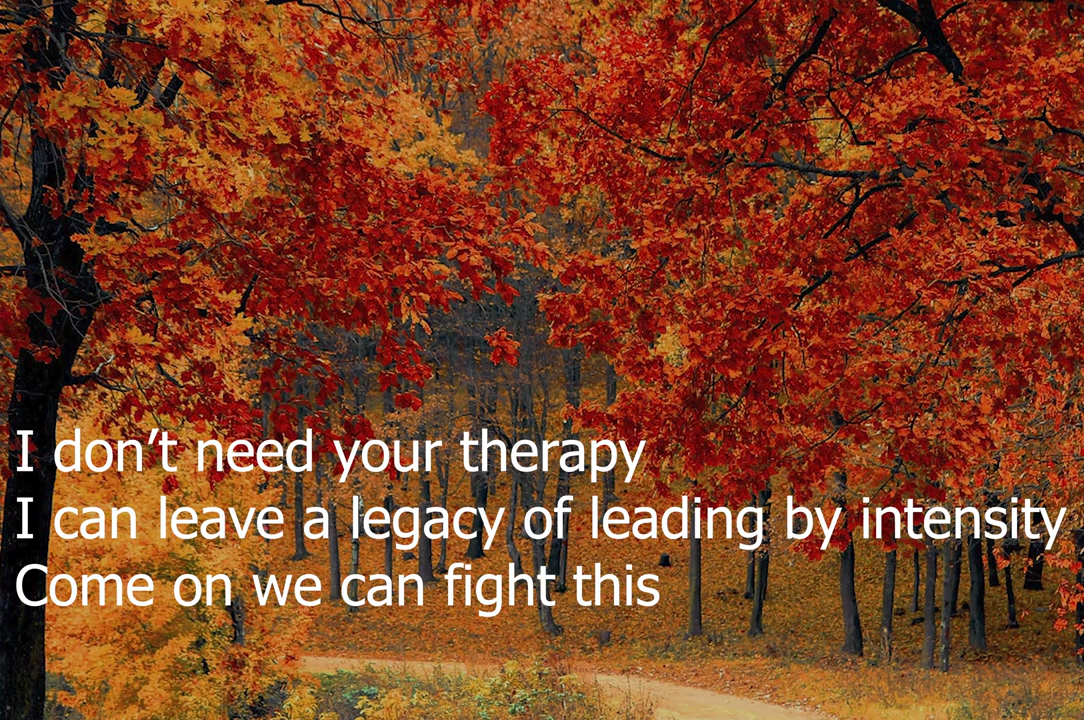 I don’t need your therapy
I can leave a legacy of leading by intensity
Come on we can fight this